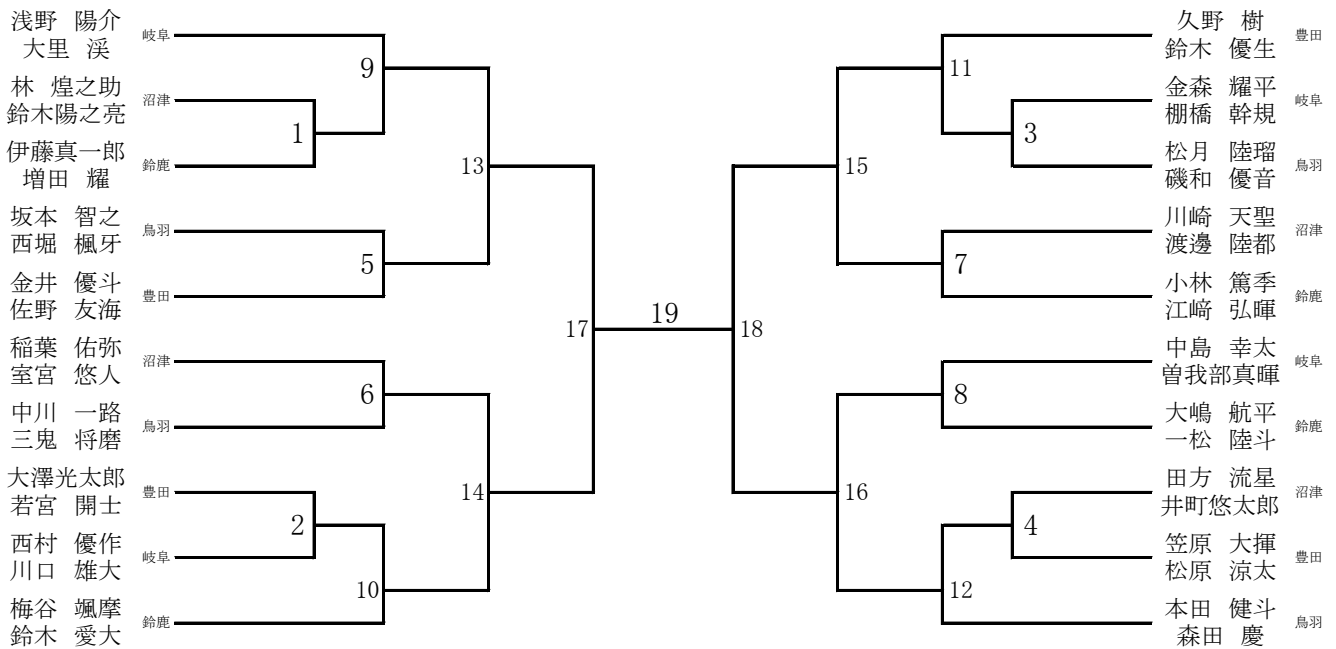 浅野 陽介
大里 渓
岐阜
林 煌之助
鈴木陽之亮
沼津
伊藤真一郎
増田 耀
鈴鹿
坂本 智之
西堀 楓牙
鳥羽
金井 優斗
佐野 友海
豊田
稲葉 佑弥
室宮 悠人
沼津
中川 一路
三鬼 将磨
鳥羽
大澤光太郎
若宮 開士
豊田
西村 優作
川口 雄大
岐阜
梅谷 颯摩
鈴木 愛大
鈴鹿
9
1
13
5
17
6
14
2
10
19
11
3
15
7
18
8
16
4
12
久野 樹
鈴木 優生
豊田
金森 耀平
棚橋 幹規
岐阜
松月 陸瑠
磯和 優音
鳥羽
川崎 天聖
渡邊 陸都
沼津
小林 篤季
江﨑 弘暉
鈴鹿
中島 幸太
曽我部真暉
岐阜
大嶋 航平
一松 陸斗
鈴鹿
田方 流星
井町悠太郎
沼津
笠原 大揮
松原 涼太
豊田
本田 健斗
森田 慶
鳥羽